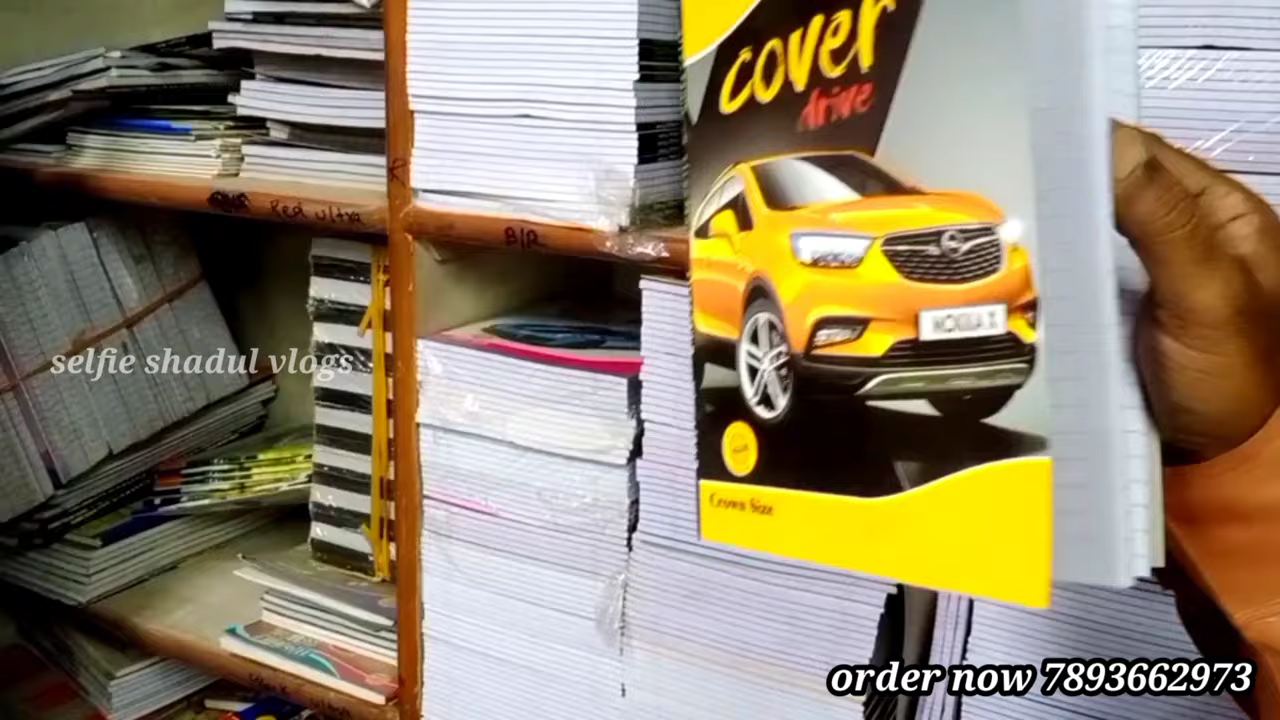 cover
drive
Red ultra
B/R
selfie shadul vlogs
MOKKA X
Crown Size
order now 7893662973